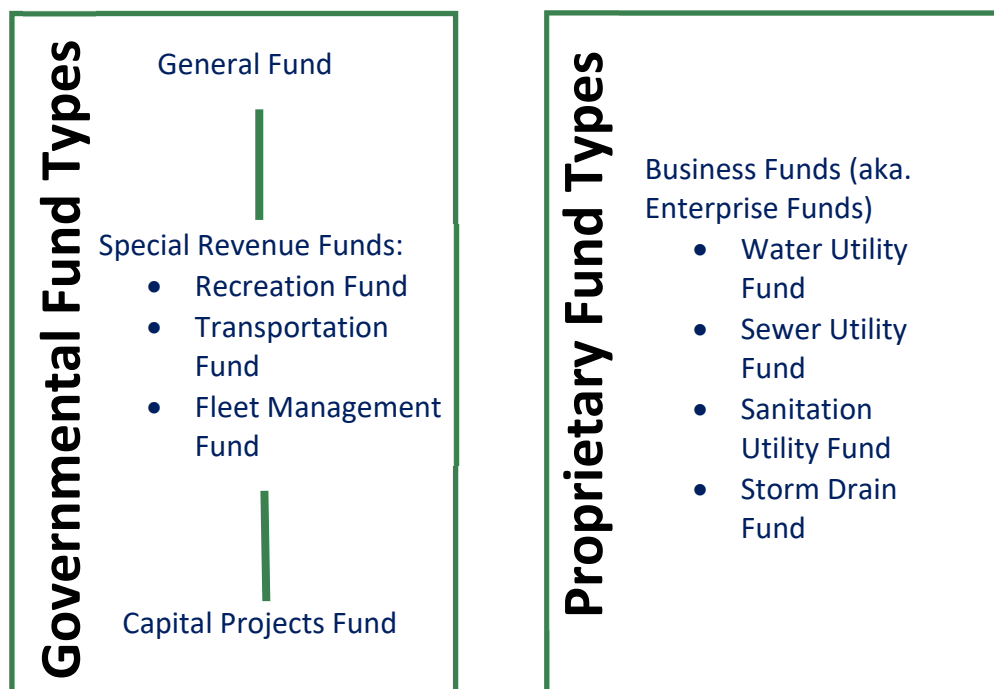 Governmental Fund Types
General Fund
Special Revenue Funds:
• Recreation Fund
• Transportation
Fund
• Fleet Management
Fund
Capital Projects Fund
Proprietary Fund Types
Business Funds (aka.
Enterprise Funds)
• Water Utility
Fund
• Sewer Utility
Fund
• Sanitation
Utility Fund
• Storm Drain
Fund